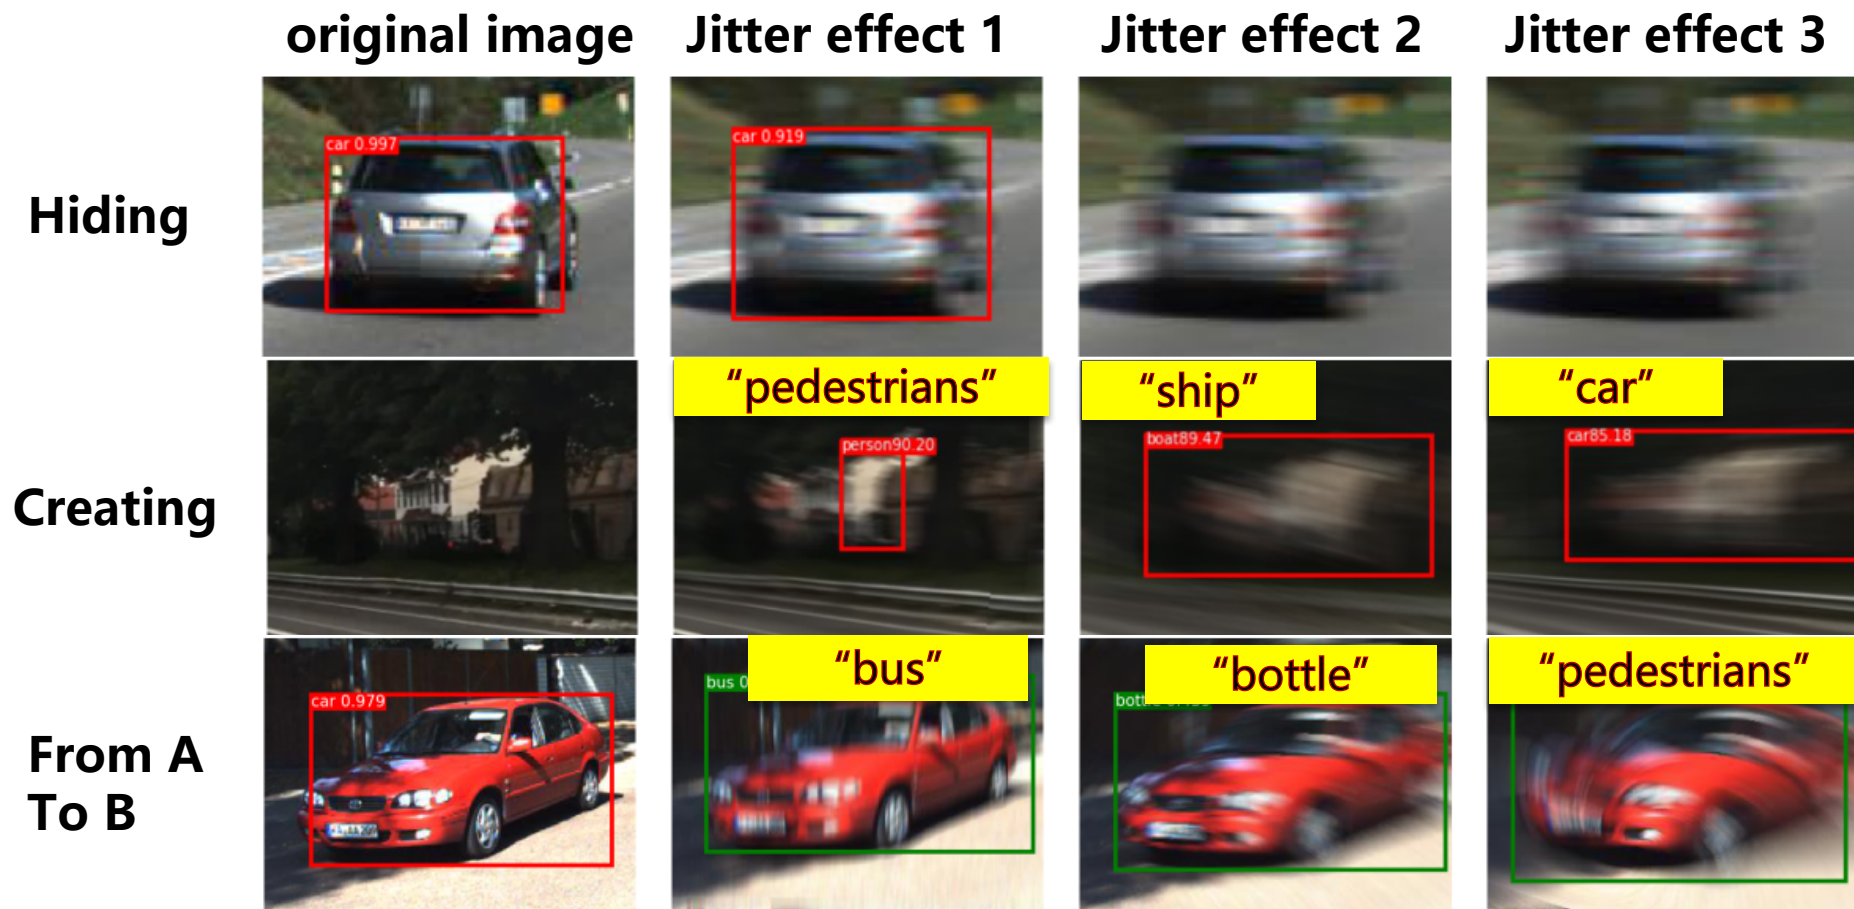 original image Jitter effect 1 Jitter effect 2 Jitter effect 3
Hiding
car 0.997
car 0.919
Creating
“pedestrians”
“ship”
“car”
person90.20
boat89.47
car85.18
From A
To B
car 0.979
“bus”
bus 0
“bottle”
“pedestrians”